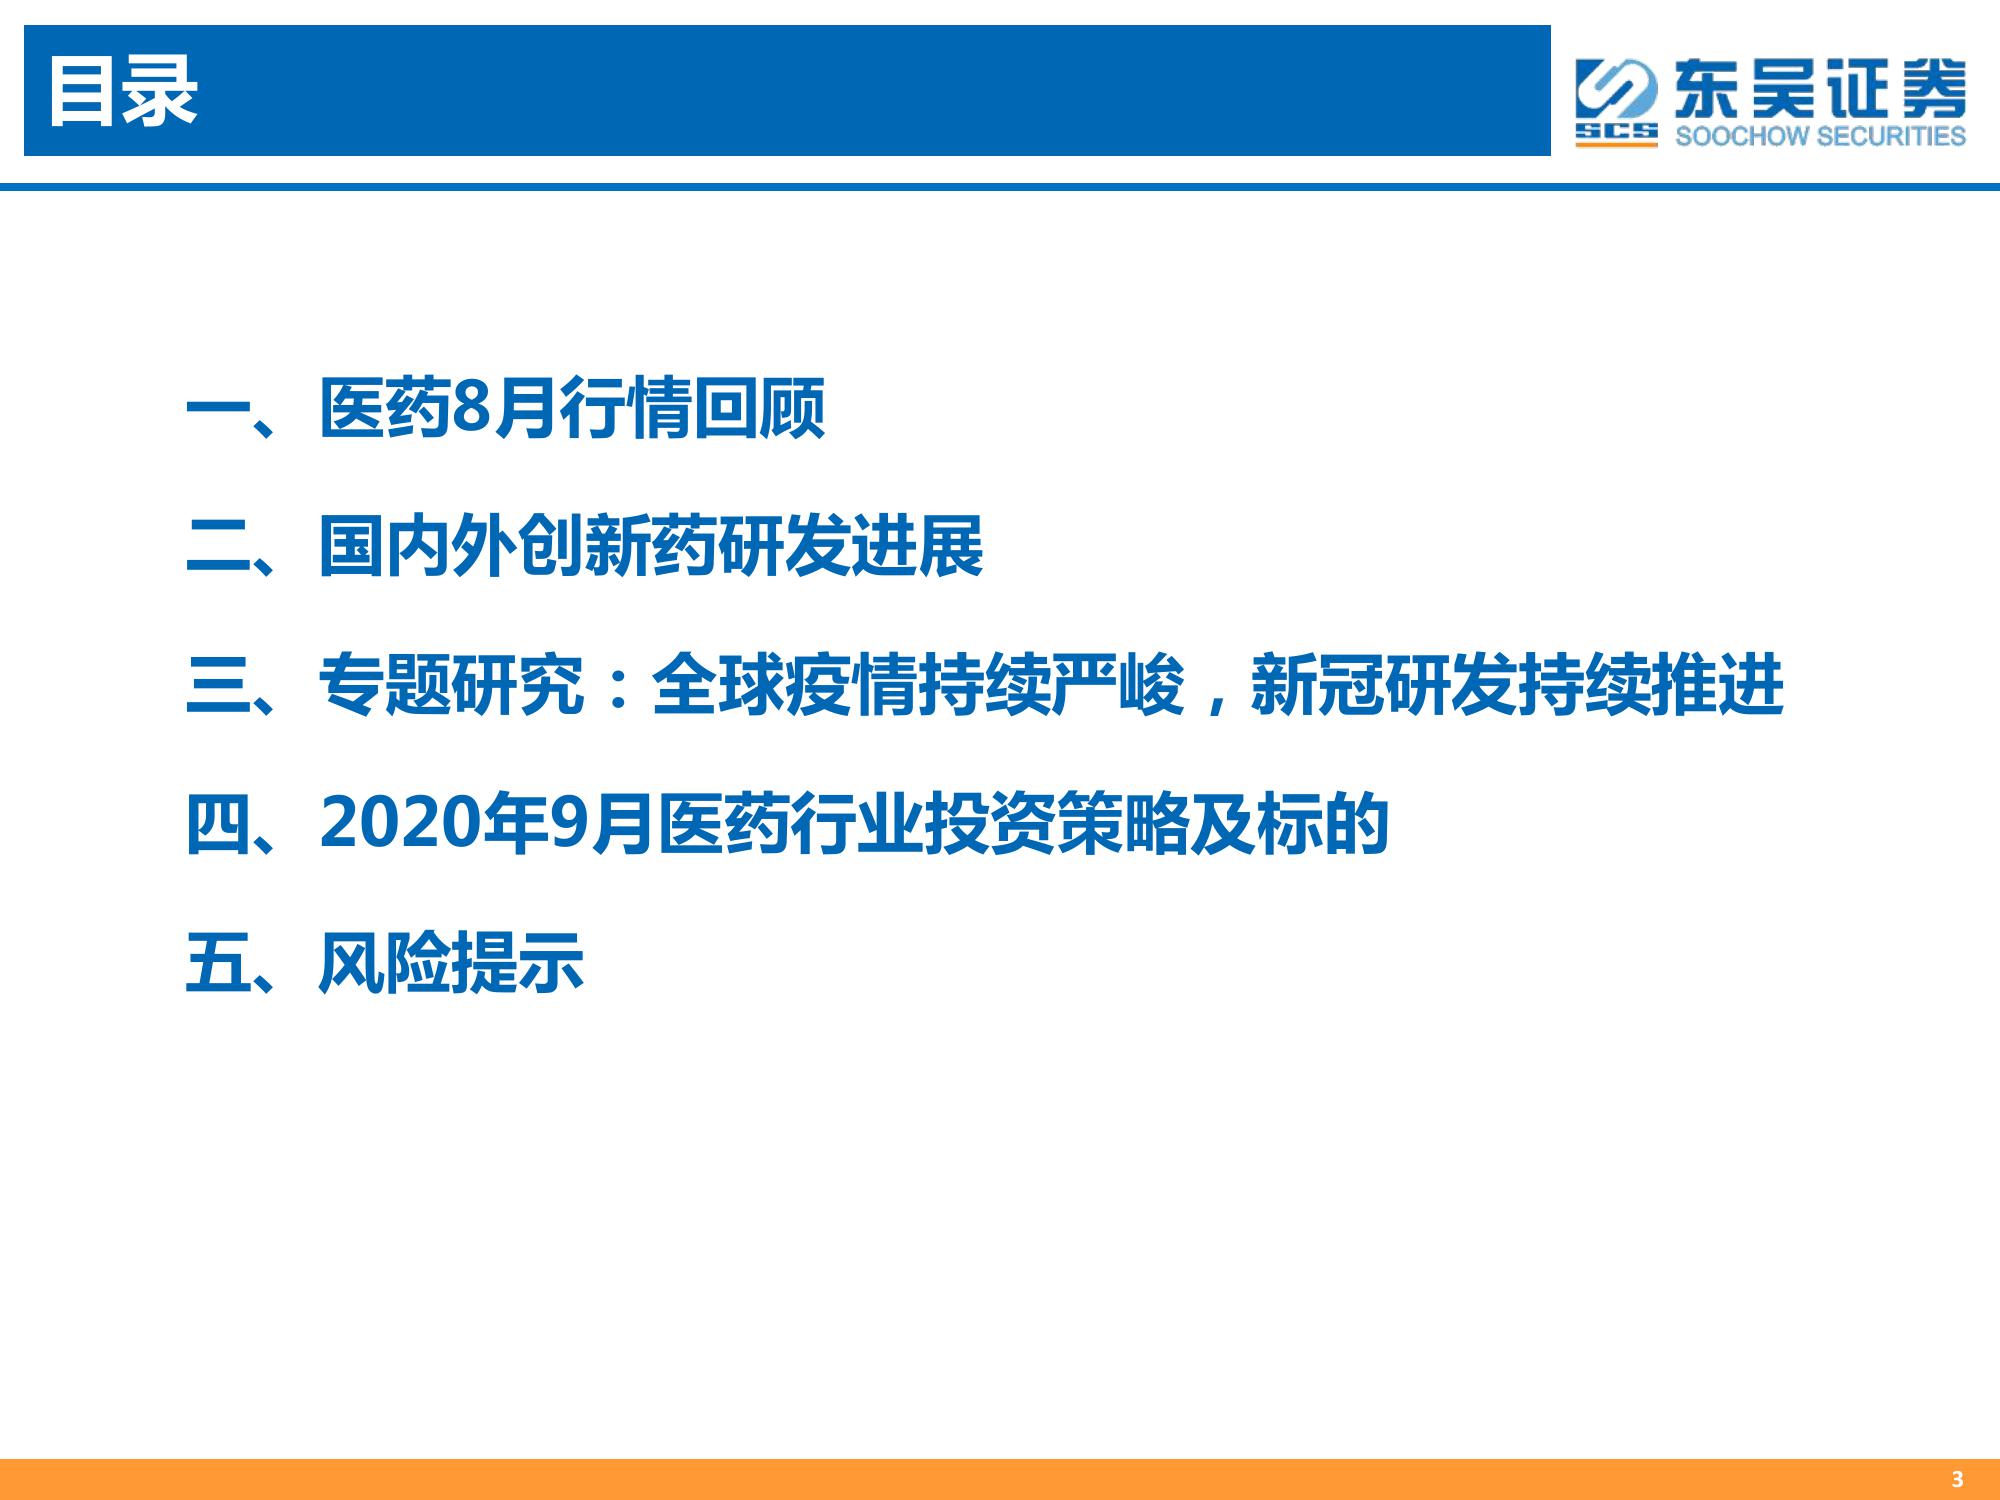 目录
东吴证券
SCS
SOOCHOW SECURITIES
一、医药8月行情回顾
二、国内外创新药研发进展
三、专题研究：全球疫情持续严峻，新冠研发持续推进
四、2020年9月医药行业投资策略及标的
五、风险提示
3